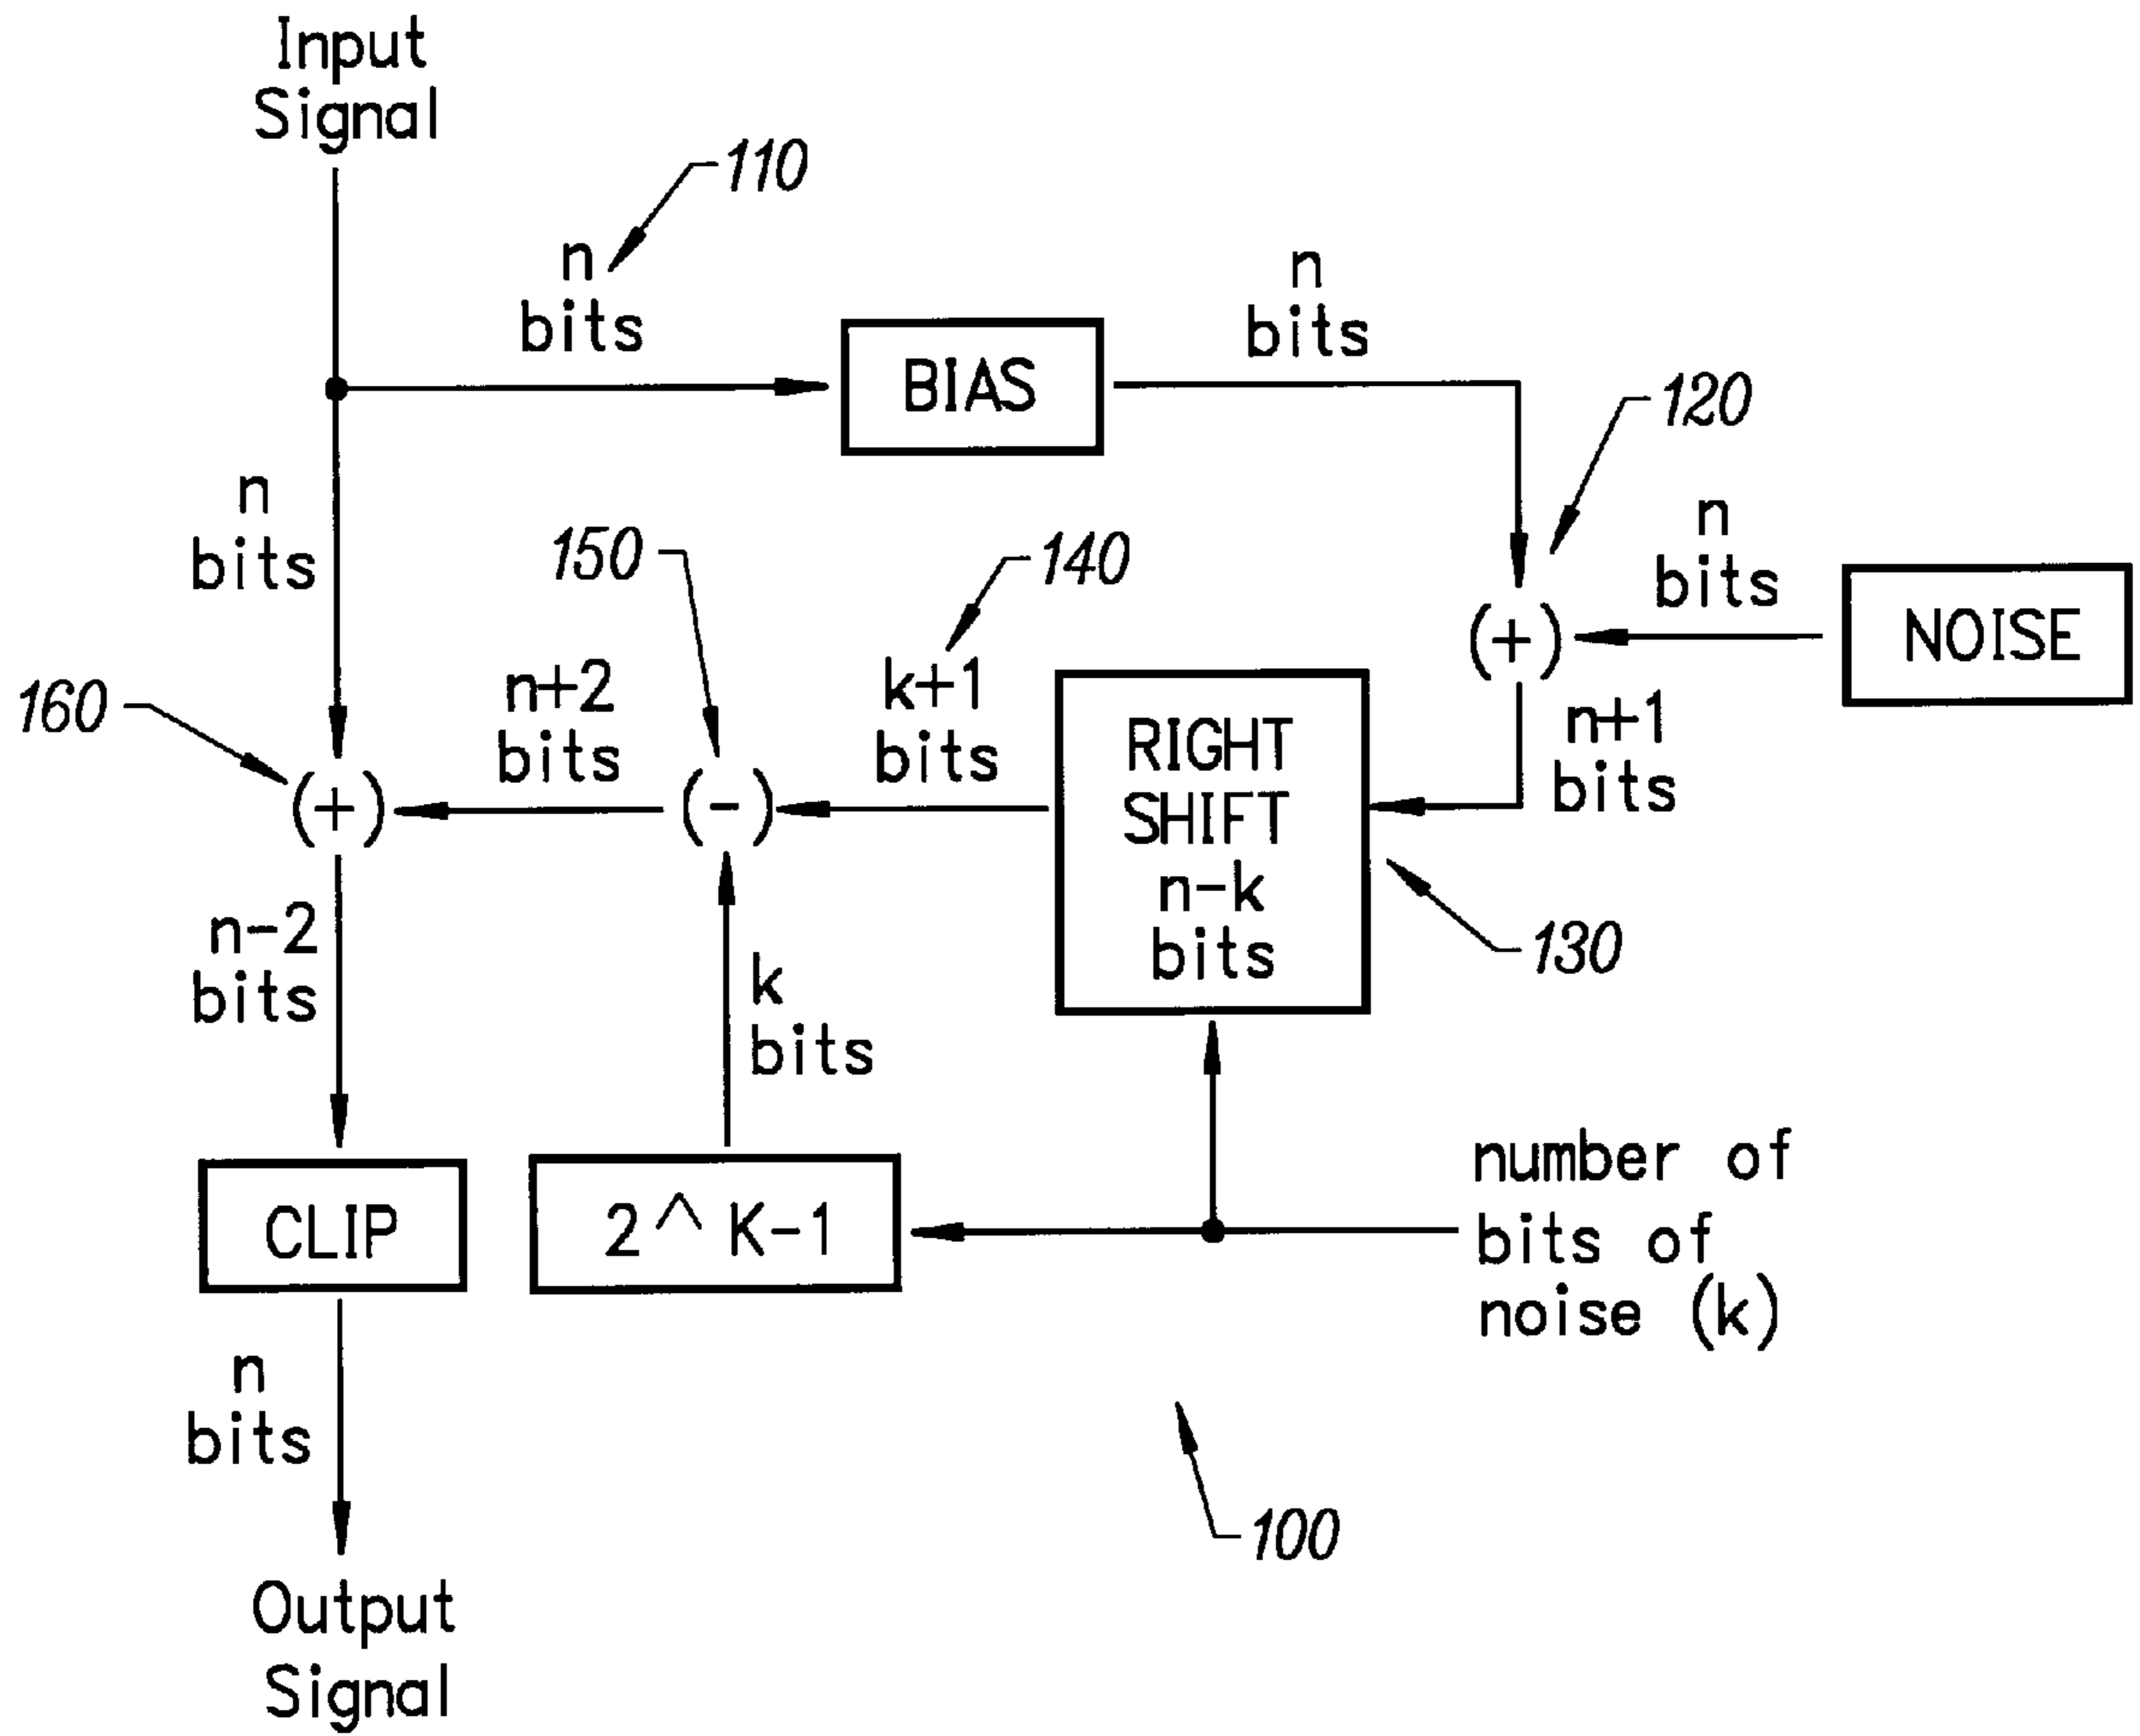 Input
Signal
110
n
bits
n
bits
BIAS
120
n
bits
n
bits
NOISE
(+)
150
140
160
n+2
bits
k+1
bits
RIGHT
SHIFT
n-k
bits
n+1
bits
(+)
(-)
130
n-2
bits
k
bits
CLIP
2^K-1
number of
bits of
noise (k)
n
bits
100
Output
Signal